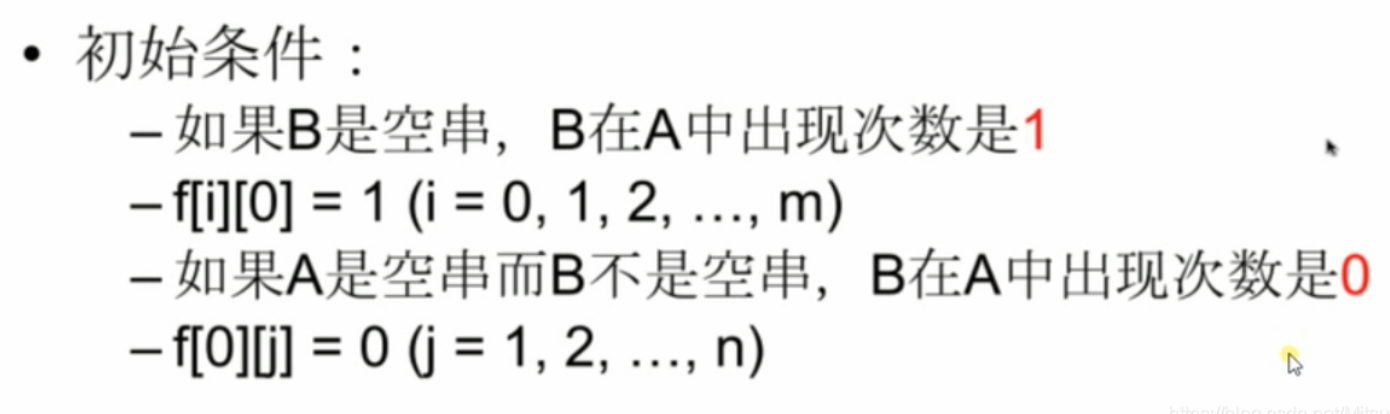 • 初始条件：
– 如果B是空串，B在A中出现次数是1
– f[i][0] = 1 (i = 0, 1, 2, …, m)
– 如果A是空串而B不是空串，B在A中出现次数是0
– f[0][j] = 0 (j = 1, 2, …, n)